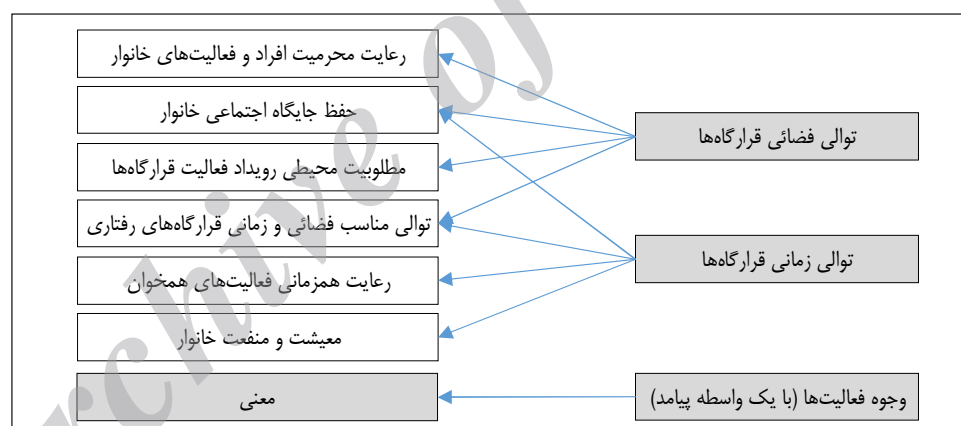 رعایت محرمیت افراد و فعالیت‌های خانوار
حفظ جایگاه اجتماعی خانوار
توالی فضائی قرارگاه‌ها
مطلوبیت محیطی رویداد فعالیت قرارگاه‌ها
توالی مناسب فضائی و زمانی قرارگاه‌های رفتاری
توالی زمانی قرارگاه‌ها
رعایت همزمانی فعالیت‌های همخوان
معیشت و منفعت خانوار
وجوه فعالیت‌ها (با یک واسطه پیامد)
معنی
rchive of